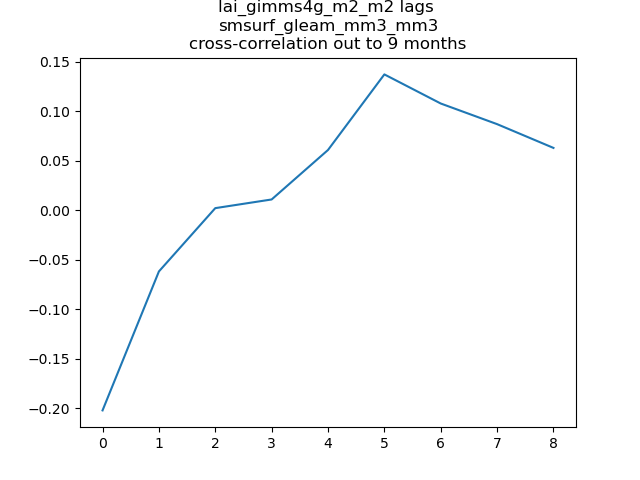 lai_gimms4g_m2_m2 lags
smsurf_gleam_mm3_mm3
cross-correlation out to 9 months
0.15
0.10
0.05
0.00
−0.05
−0.10
−0.15
−0.20
0 1 2 3 4 5 6 7 8